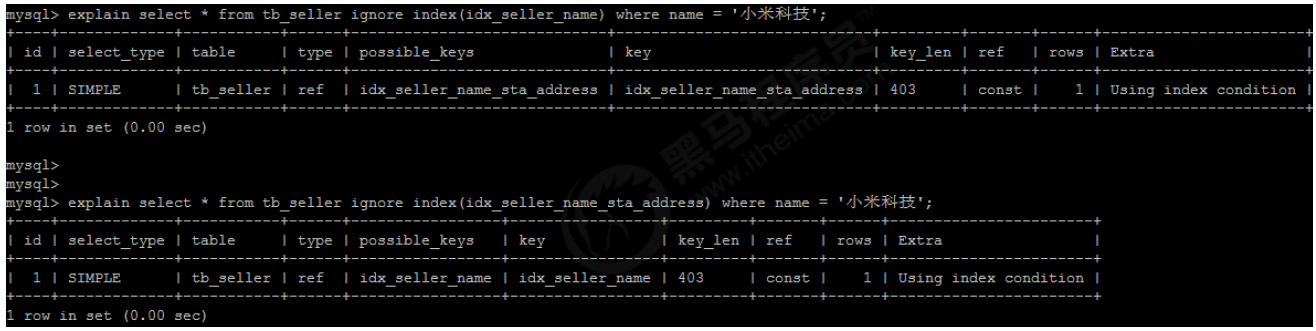 mysql> explain select * from tb_seller ignore index(idx_seller_name) where name = '小米科技';
+----+-------------+-----------+------+-----------------------------+-----------------------------+---------+-------+------+-----------------------+
| id | select_type | table     | type | possible_keys               | key                         | key_len | ref   | rows | Extra                 |
+----+-------------+-----------+------+-----------------------------+-----------------------------+---------+-------+------+-----------------------+
|  1 | SIMPLE      | tb_seller | ref  | idx_seller_name_sta_address | idx_seller_name_sta_address | 403     | const |    1 | Using index condition |
+----+-------------+-----------+------+-----------------------------+-----------------------------+---------+-------+------+-----------------------+
1 row in set (0.00 sec)
mysql>
mysql>
mysql> explain select * from tb_seller ignore index(idx_seller_name_sta_address) where name = '小米科技';
+----+-------------+-----------+------+-----------------+-----------------+---------+-------+------+-----------------------+
| id | select_type | table     | type | possible_keys   | key             | key_len | ref   | rows | Extra                 |
+----+-------------+-----------+------+-----------------+-----------------+---------+-------+------+-----------------------+
|  1 | SIMPLE      | tb_seller | ref  | idx_seller_name | idx_seller_name | 403     | const |    1 | Using index condition |
+----+-------------+-----------+------+-----------------+-----------------+---------+-------+------+-----------------------+
1 row in set (0.00 sec)
黑马程序员
www.itheima.com